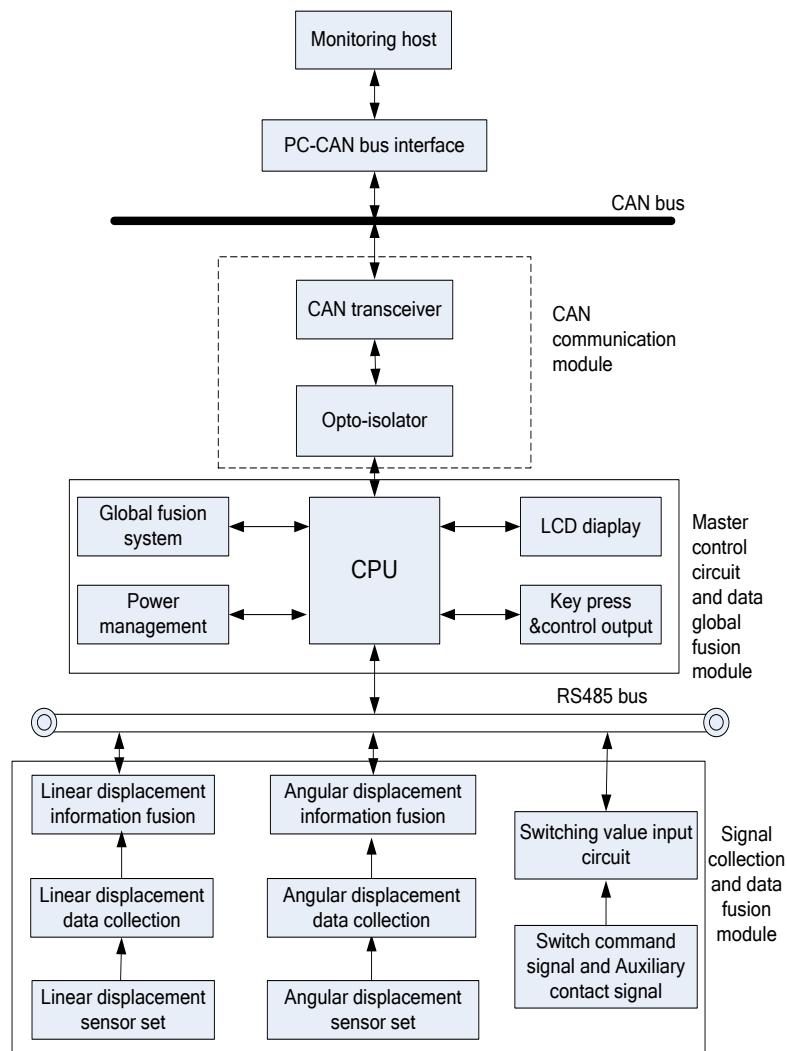 Monitoring host
PC-CAN bus interface
CAN bus
CAN transceiver
CAN
communication
module
Opto-isolator
Global fusion
system
CPU
LCD diaplay
Power
management
Key press
&control output
Master
control
circuit
and data
global
fusion
module
RS485 bus
Linear displacement
information fusion
Angular displacement
information fusion
Switching value input
circuit
Linear displacement
data collection
Angular displacement
data collection
Switch command
signal and Auxiliary
contact signal
Linear displacement
sensor set
Angular displacement
sensor set
Signal
collection
and data
fusion
module